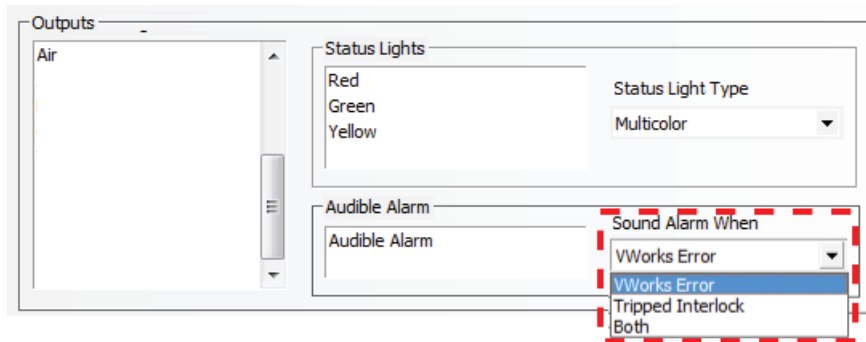 Outputs
Air
Status Lights
Red
Green
Yellow
Status Light Type
Multicolor
Audible Alarm
Audible Alarm
Sound Alarm When
VWorks Error
VWorks Error
Tripped Interlock
Both